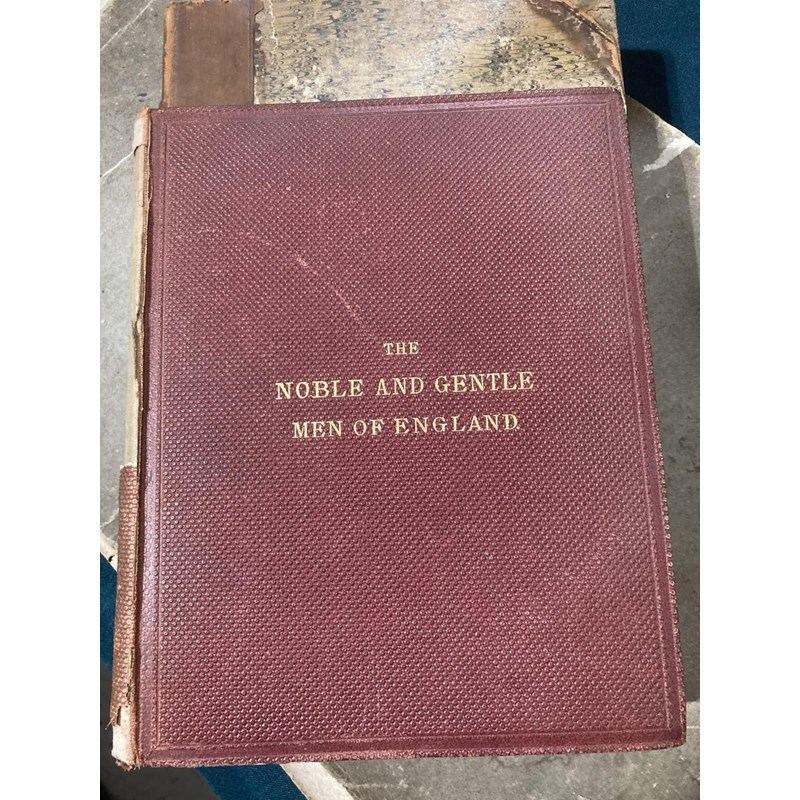 THE
NOBLE AND GENTLE
MEN OF ENGLAND.